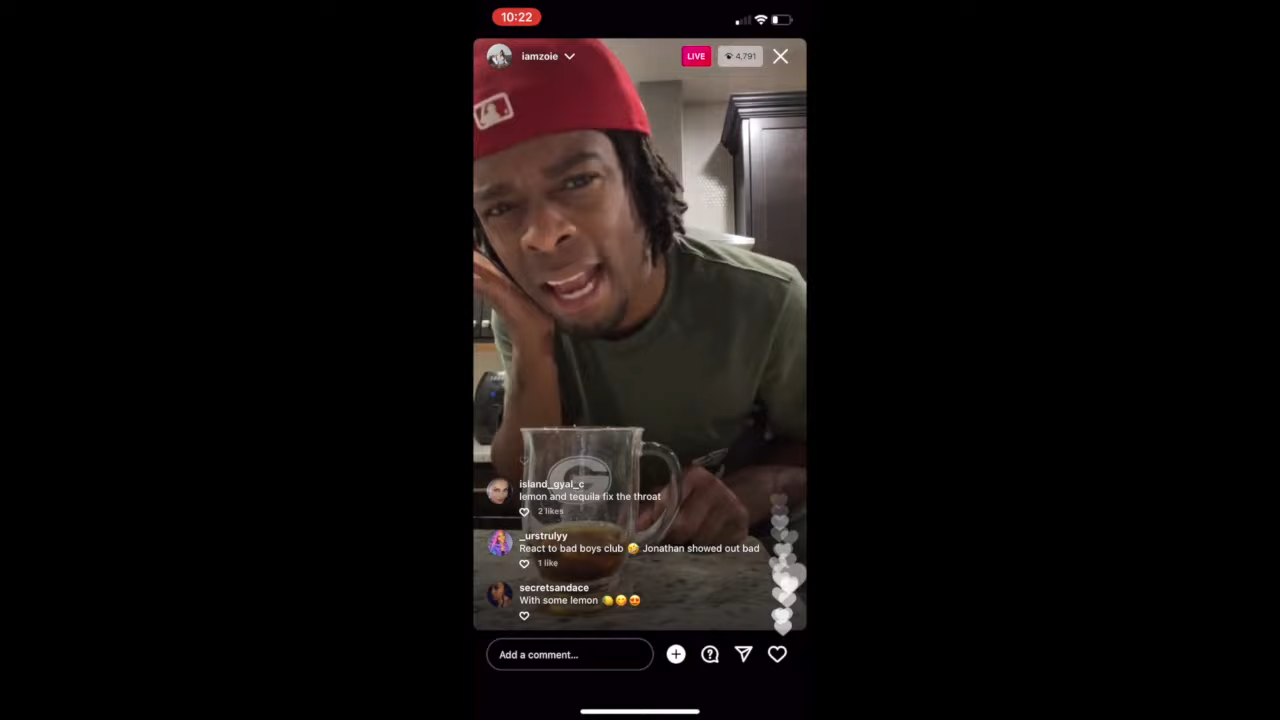 10:22
iamzoie
LIVE
4,791
G
island_gyal_c
lemon and tequila fix the throat
2 likes
_urstrulyy
React to bad boys club 🤣 Jonathan showed out bad
1 like
secretsandace
With some lemon 🍋😋😍
Add a comment...